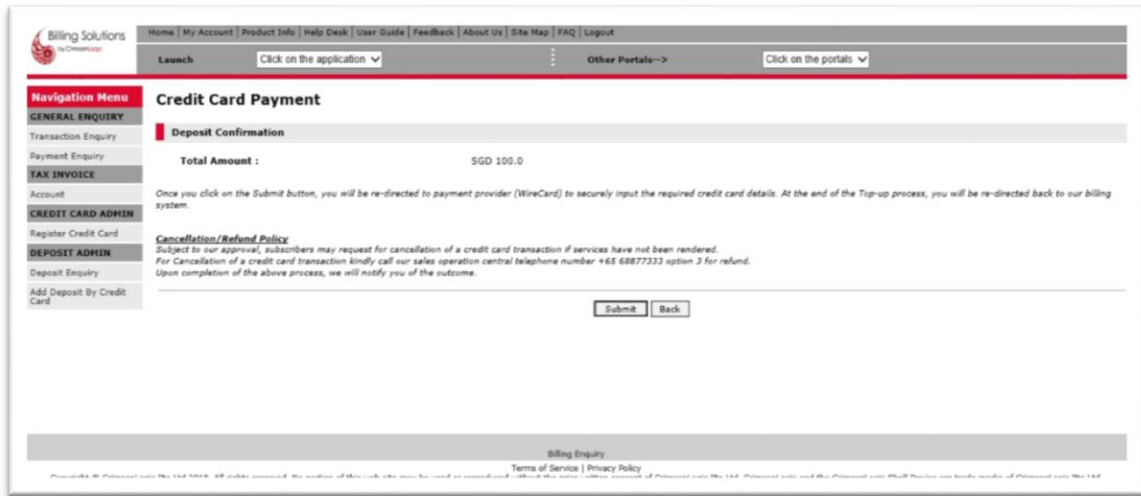 Billing Solutions
by CrimsonLogic
Home | My Account | Product Info | Help Desk | User Guide | Feedback | About Us | Site Map | FAQ | Logout
Launch Click on the application Other Portals--> Click on the portals
Navigation Menu
GENERAL ENQUIRY
Transaction Enquiry
Payment Enquiry
TAX INVOICE
Account
CREDIT CARD ADMIN
Register Credit Card
DEPOSIT ADMIN
Deposit Enquiry
Add Deposit By Credit
Card
Credit Card Payment
Deposit Confirmation
Total Amount : SGD 100.0
Once you click on the Submit button, you will be re-directed to payment provider (WireCard) to securely input the required credit card details. At the end of the Top-up process, you will be re-directed back to our billing
system.
Cancellation/Refund Policy
Subject to our approval, subscribers may request for cancellation of a credit card transaction if services have not been rendered.
For Cancellation of a credit card transaction kindly call our sales operation central telephone number +65 68877333 option 3 for refund.
Upon completion of the above process, we will notify you of the outcome.
Submit Back
Billing Enquiry
Terms of Service | Privacy Policy